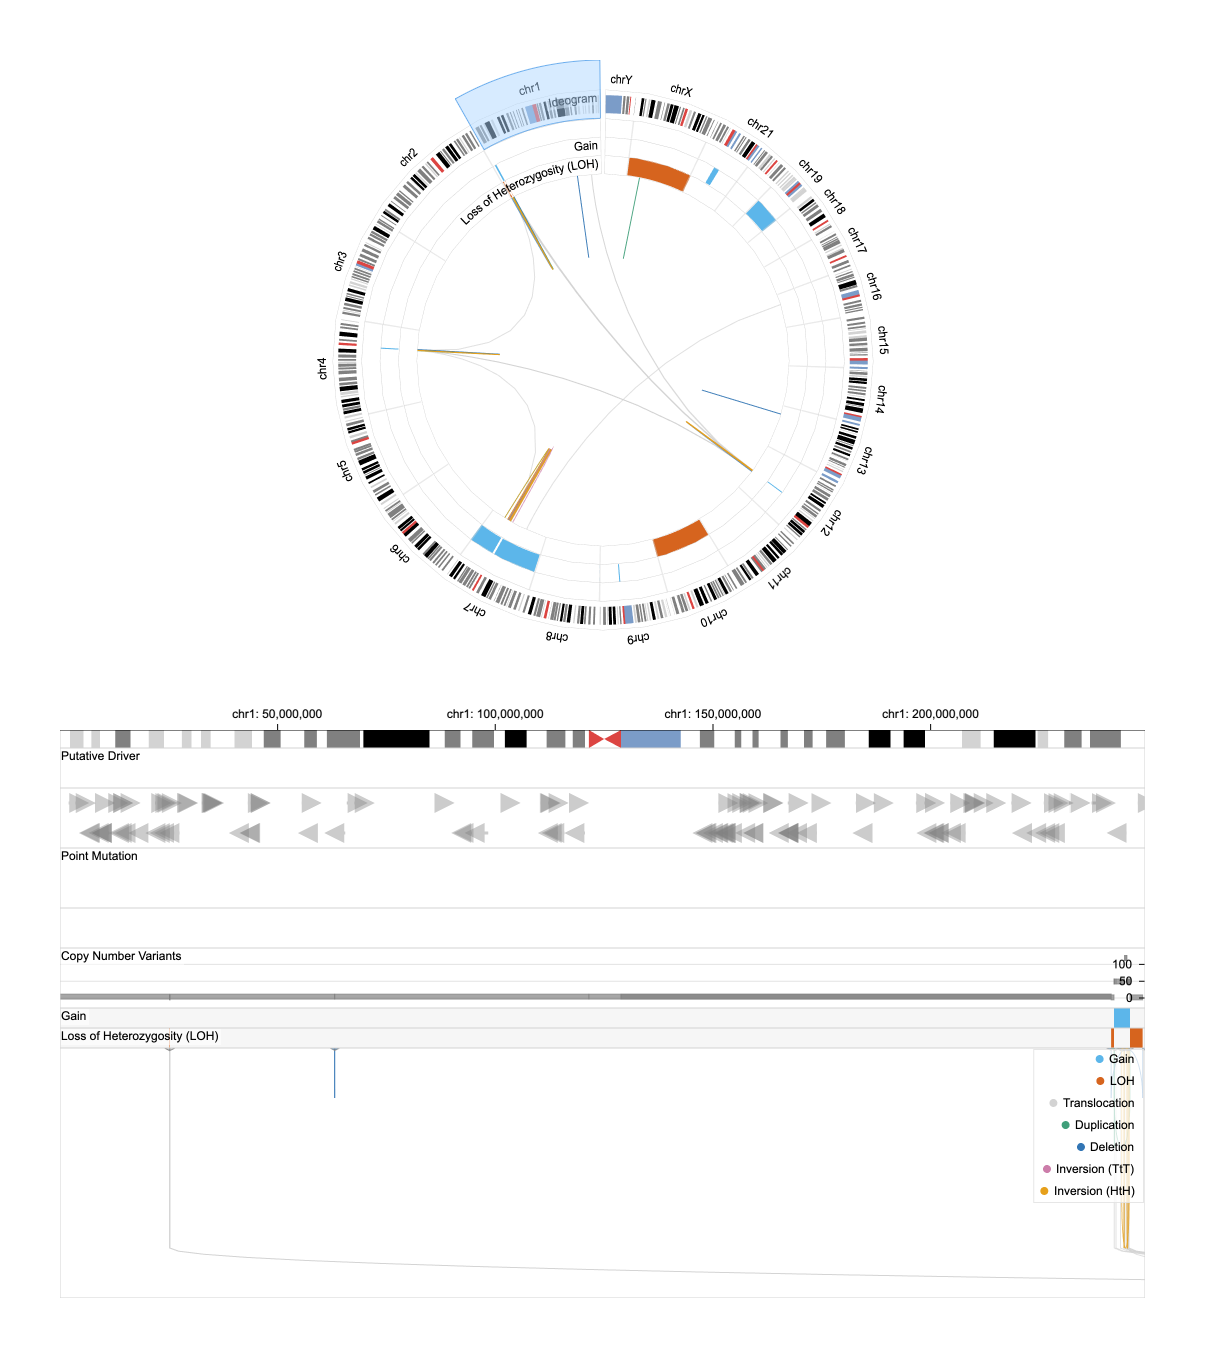 chrY
chrX
chr21
chr19
chr18
chr17
chr16
chr15
chr14
chr13
chr12
chr11
chr10
chr9
chr8
chr7
chr6
chr5
chr4
chr3
chr2
chr1
Ideogram
Gain
Loss of Heterozygosity (LOH)
chr1: 50,000,000 chr1: 100,000,000 chr1: 150,000,000 chr1: 200,000,000
Putative Driver
Point Mutation
Copy Number Variants
100
50
0
Gain
Loss of Heterozygosity (LOH)
Gain
LOH
Translocation
Duplication
Deletion
Inversion (TtT)
Inversion (HtH)